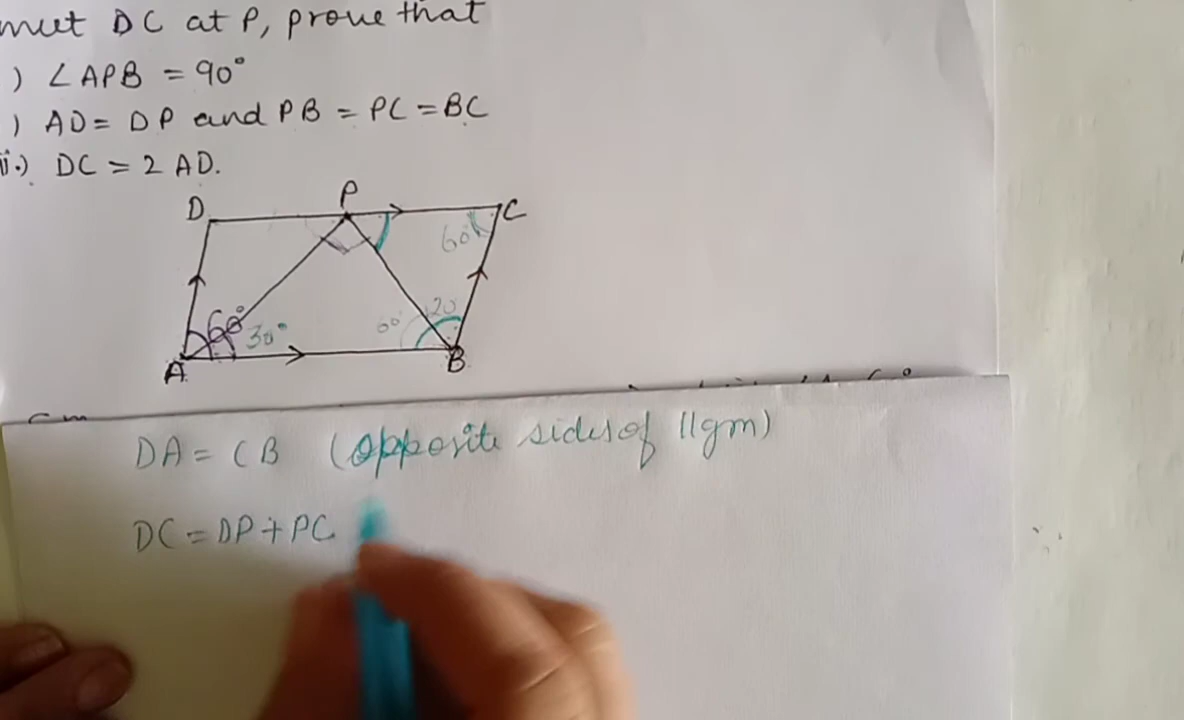 meet DC at P, prove that
) ∠APB = 90°
) AD = DP and PB = PC = BC
ii.) DC = 2 AD.
D P C
60°
60° 30° 60° 120
A B
DA = CB (opposite sides of llgm)
DC = DP + PC